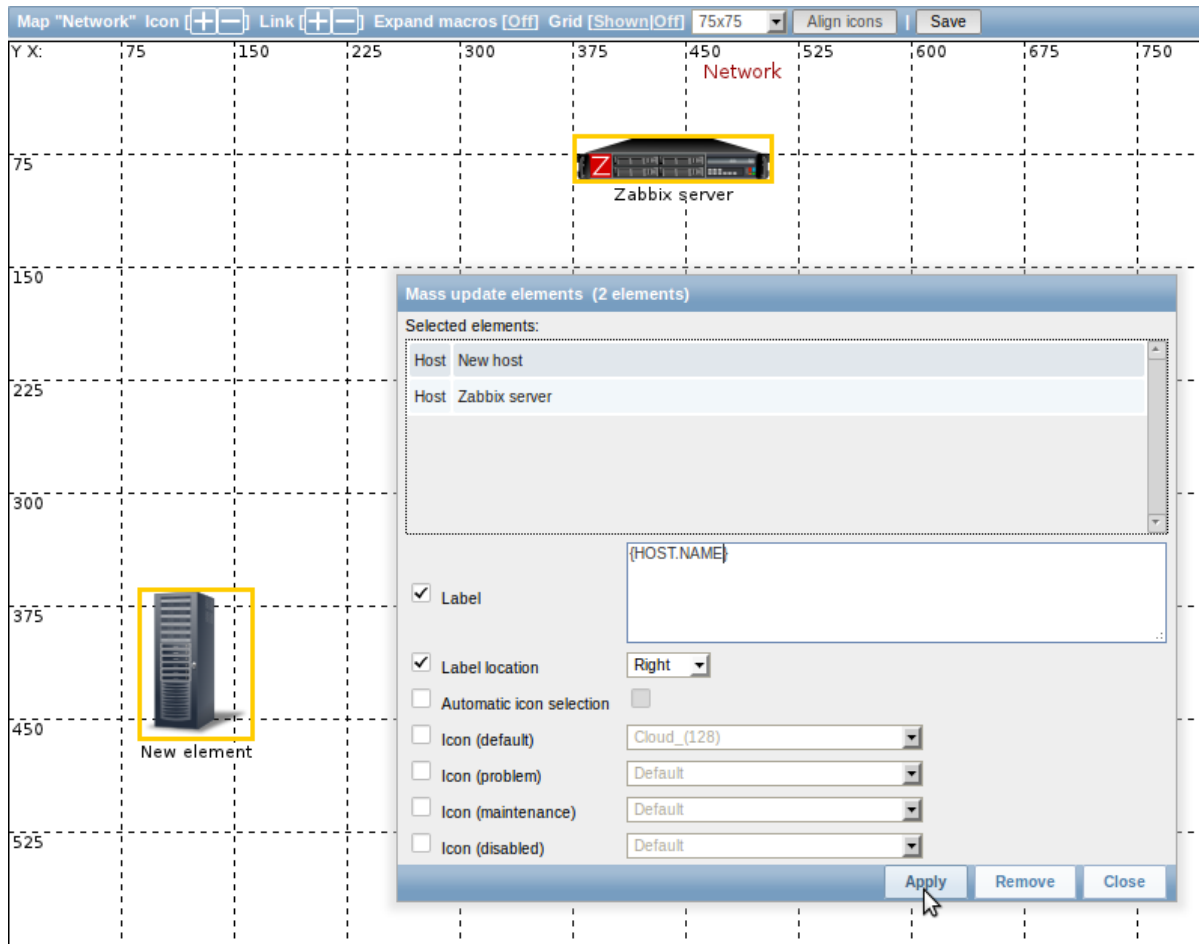 Map "Network" Icon [+ −] Link [+ −] Expand macros [Off] Grid [Shown|Off] 75x75 Align icons | Save
Y X: 75 150 225 300 375 450 525 600 675 750
Network
75
Z
Zabbix server
150
Mass update elements (2 elements)
Selected elements:
Host New host
225
Host Zabbix server
300
{HOST.NAME}
Label
375
Label location Right
Automatic icon selection
450
Icon (default) Cloud_(128)
New element
Icon (problem) Default
Icon (maintenance) Default
525
Icon (disabled) Default
Apply Remove Close